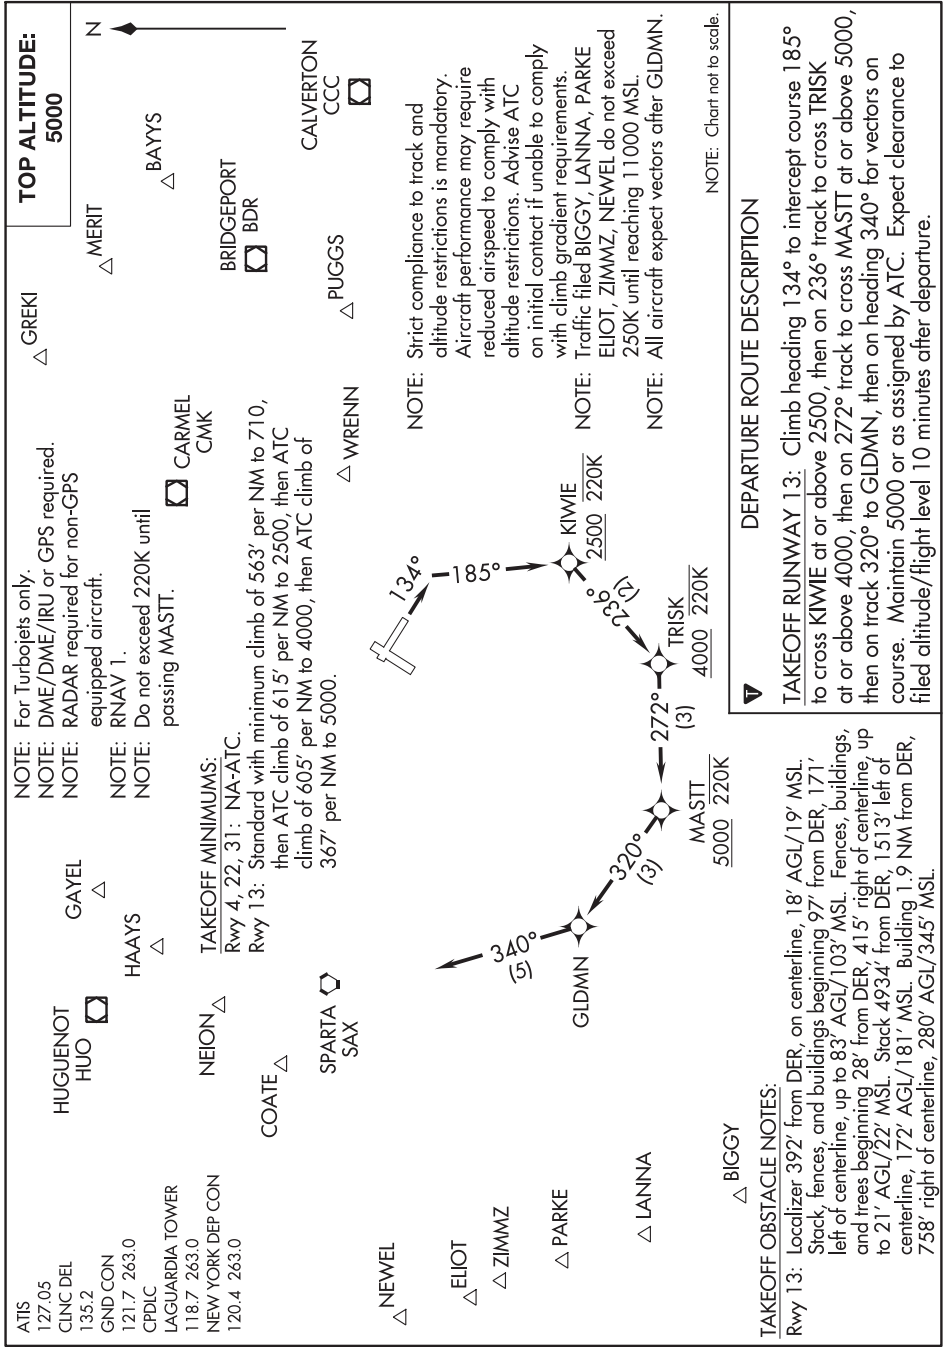 TOP ALTITUDE:
5000
ATIS
127.05
CLNC DEL
135.2
GND CON
121.7 263.0
CPDLC
LAGUARDIA TOWER
118.7 263.0
NEW YORK DEP CON
120.4 263.0
HUGUENOT
HUO
GAYEL
HAAYS
NEION
COATE
SPARTA
SAX
NEWEL
ELIOT
ZIMMZ
PARKE
LANNA
BIGGY
NOTE: For Turbojets only.
NOTE: DME/DME/IRU or GPS required.
NOTE: RADAR required for non-GPS
equipped aircraft.
NOTE: RNAV 1.
NOTE: Do not exceed 220K until
passing MASTT.
TAKEOFF MINIMUMS:
Rwy 4, 22, 31: NA-ATC.
Rwy 13: Standard with minimum climb of 563' per NM to 710,
then ATC climb of 615' per NM to 2500, then ATC
climb of 605' per NM to 4000, then ATC climb of
367' per NM to 5000.
GREKI
MERIT
BAYYS
N
CARMEL
CMK
BRIDGEPORT
BDR
CALVERTON
CCC
PUGGS
WRENN
134°
185°
KIWIE
2500 220K
236°
(2)
TRISK
4000 220K
272°
(3)
MASTT
5000 220K
320°
(3)
GLDMN
340°
(5)
NOTE: Strict compliance to track and
altitude restrictions is mandatory.
Aircraft performance may require
reduced airspeed to comply with
altitude restrictions. Advise ATC
on initial contact if unable to comply
with climb gradient requirements.
NOTE: Traffic filed BIGGY, LANNA, PARKE
ELIOT, ZIMMZ, NEWEL do not exceed
250K until reaching 11000 MSL.
NOTE: All aircraft expect vectors after GLDMN.
NOTE: Chart not to scale.
TAKEOFF OBSTACLE NOTES:
Rwy 13: Localizer 392' from DER, on centerline, 18' AGL/19' MSL.
Stack, fences, and buildings beginning 97' from DER, 171'
left of centerline, up to 83' AGL/103' MSL. Fences, buildings,
and trees beginning 28' from DER, 415' right of centerline, up
to 21' AGL/22' MSL. Stack 4934' from DER, 1513' left of
centerline, 172' AGL/181' MSL. Building 1.9 NM from DER,
758' right of centerline, 280' AGL/345' MSL.
T
DEPARTURE ROUTE DESCRIPTION
TAKEOFF RUNWAY 13: Climb heading 134° to intercept course 185°
to cross KIWIE at or above 2500, then on 236° track to cross TRISK
at or above 4000, then on 272° track to cross MASTT at or above 5000,
then on track 320° to GLDMN, then on heading 340° for vectors on
course. Maintain 5000 or as assigned by ATC. Expect clearance to
filed altitude/flight level 10 minutes after departure.